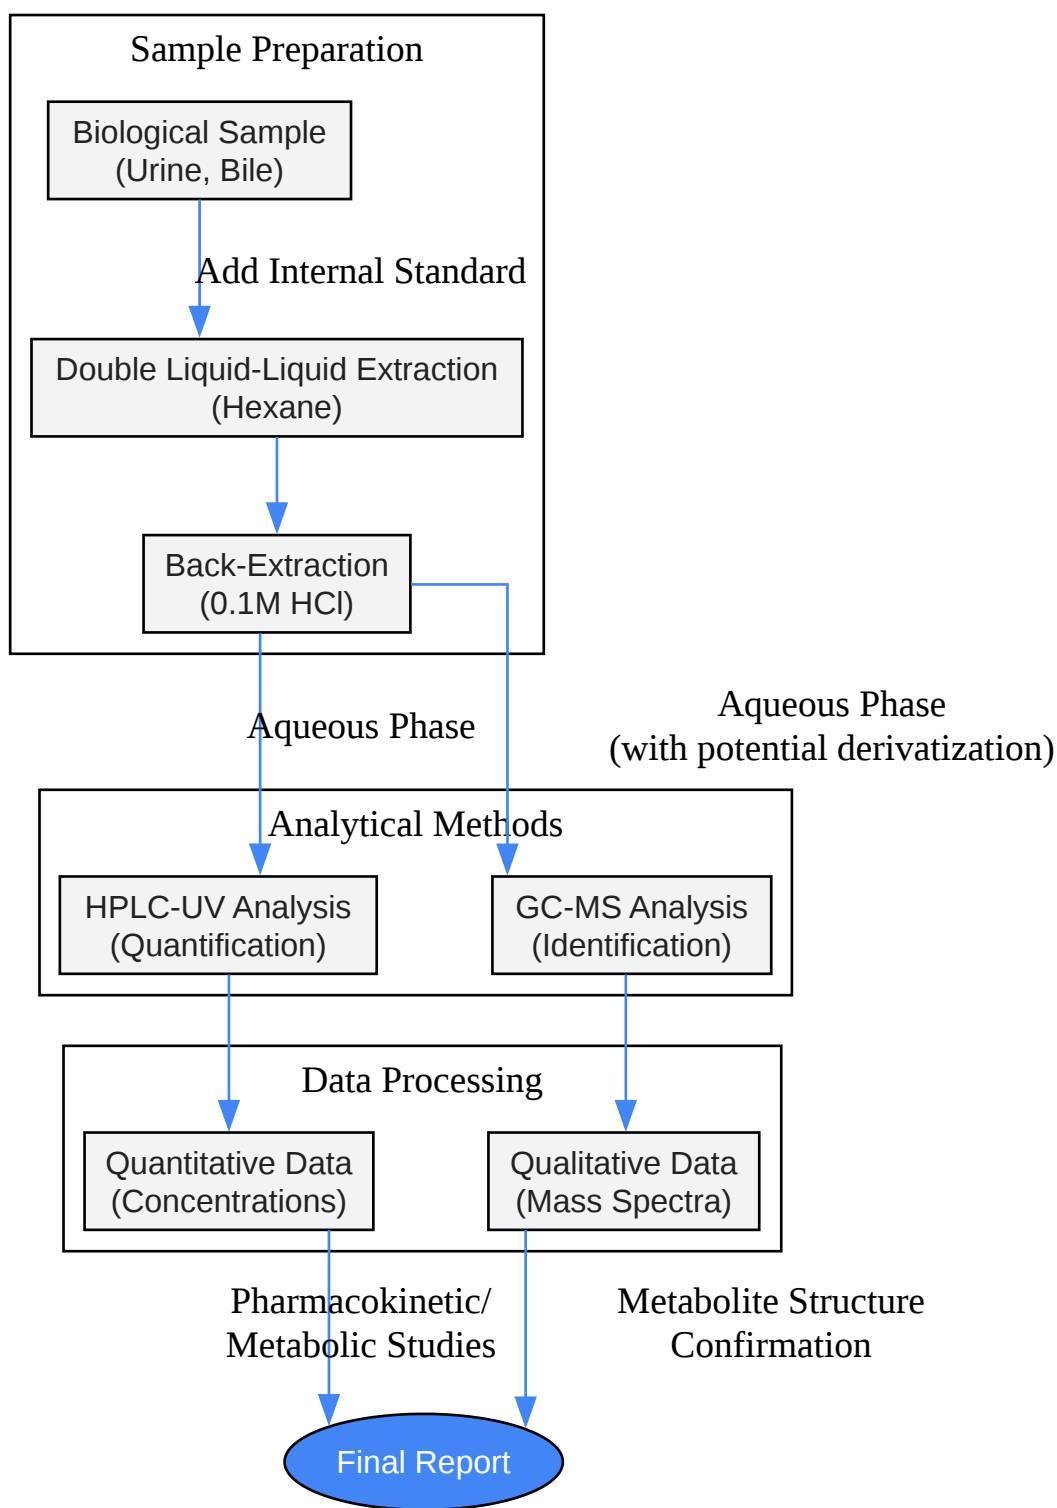 Sample Preparation
Biological Sample
(Urine, Bile)
Add Internal Standard
Double Liquid-Liquid Extraction
(Hexane)
Back-Extraction
(0.1M HCl)
Aqueous Phase
Aqueous Phase
(with potential derivatization)
Analytical Methods
HPLC-UV Analysis
(Quantification)
GC-MS Analysis
(Identification)
Data Processing
Quantitative Data
(Concentrations)
Qualitative Data
(Mass Spectra)
Pharmacokinetic/
Metabolic Studies
Metabolite Structure
Confirmation
Final Report